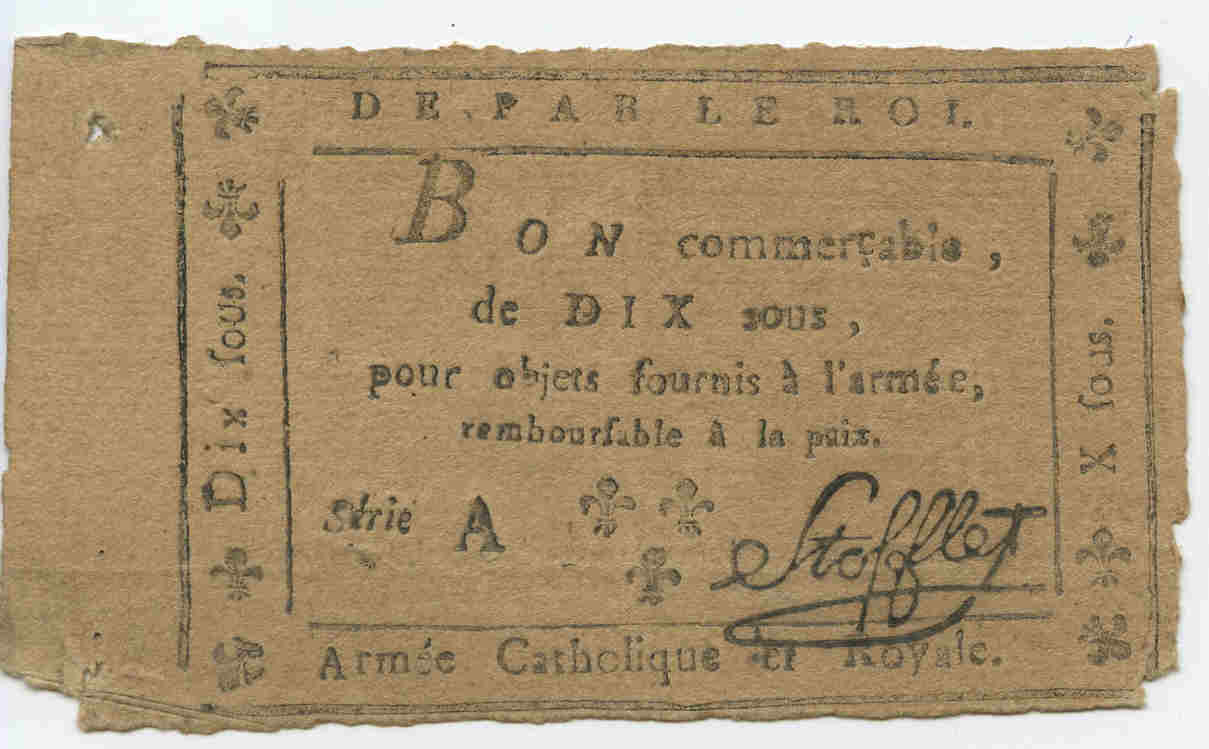 DE PAR LE ROI.
BON commerçable,
de DIX sous,
pour objets fournis à l'armée,
rembourſable à la paix.
Série A
Stofflet
Armée Catholique et Royale.
Dix ſous.
X ſous.